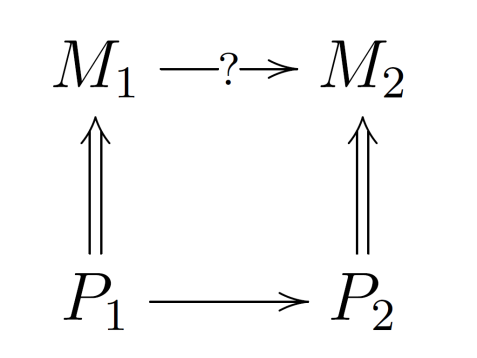 M₁ ? M₂
P₁ P₂